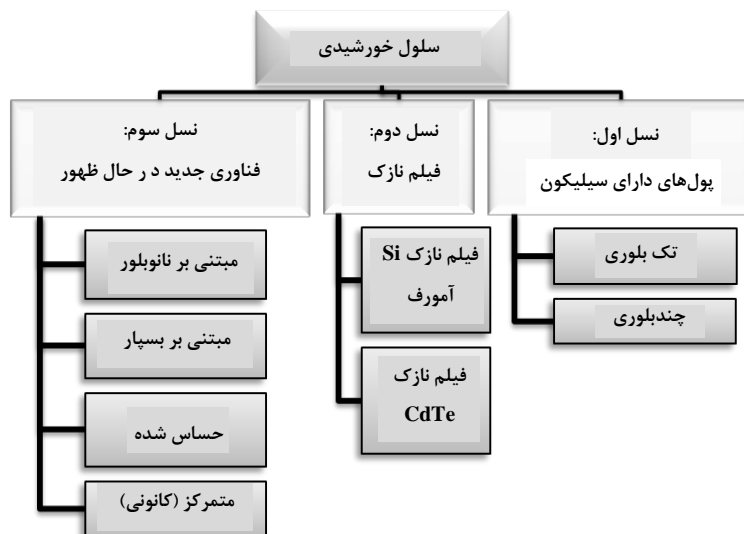 سلول خورشیدی
نسل اول:
پول‌های دارای سیلیکون
تک بلوری
چندبلوری
نسل دوم:
فیلم نازک
فیلم نازک Si
آمورف
فیلم نازک
CdTe
نسل سوم:
فناوری جدید د ر حال ظهور
مبتنی بر نانوبلور
مبتنی بر بسپار
حساس شده
متمرکز (کانونی)